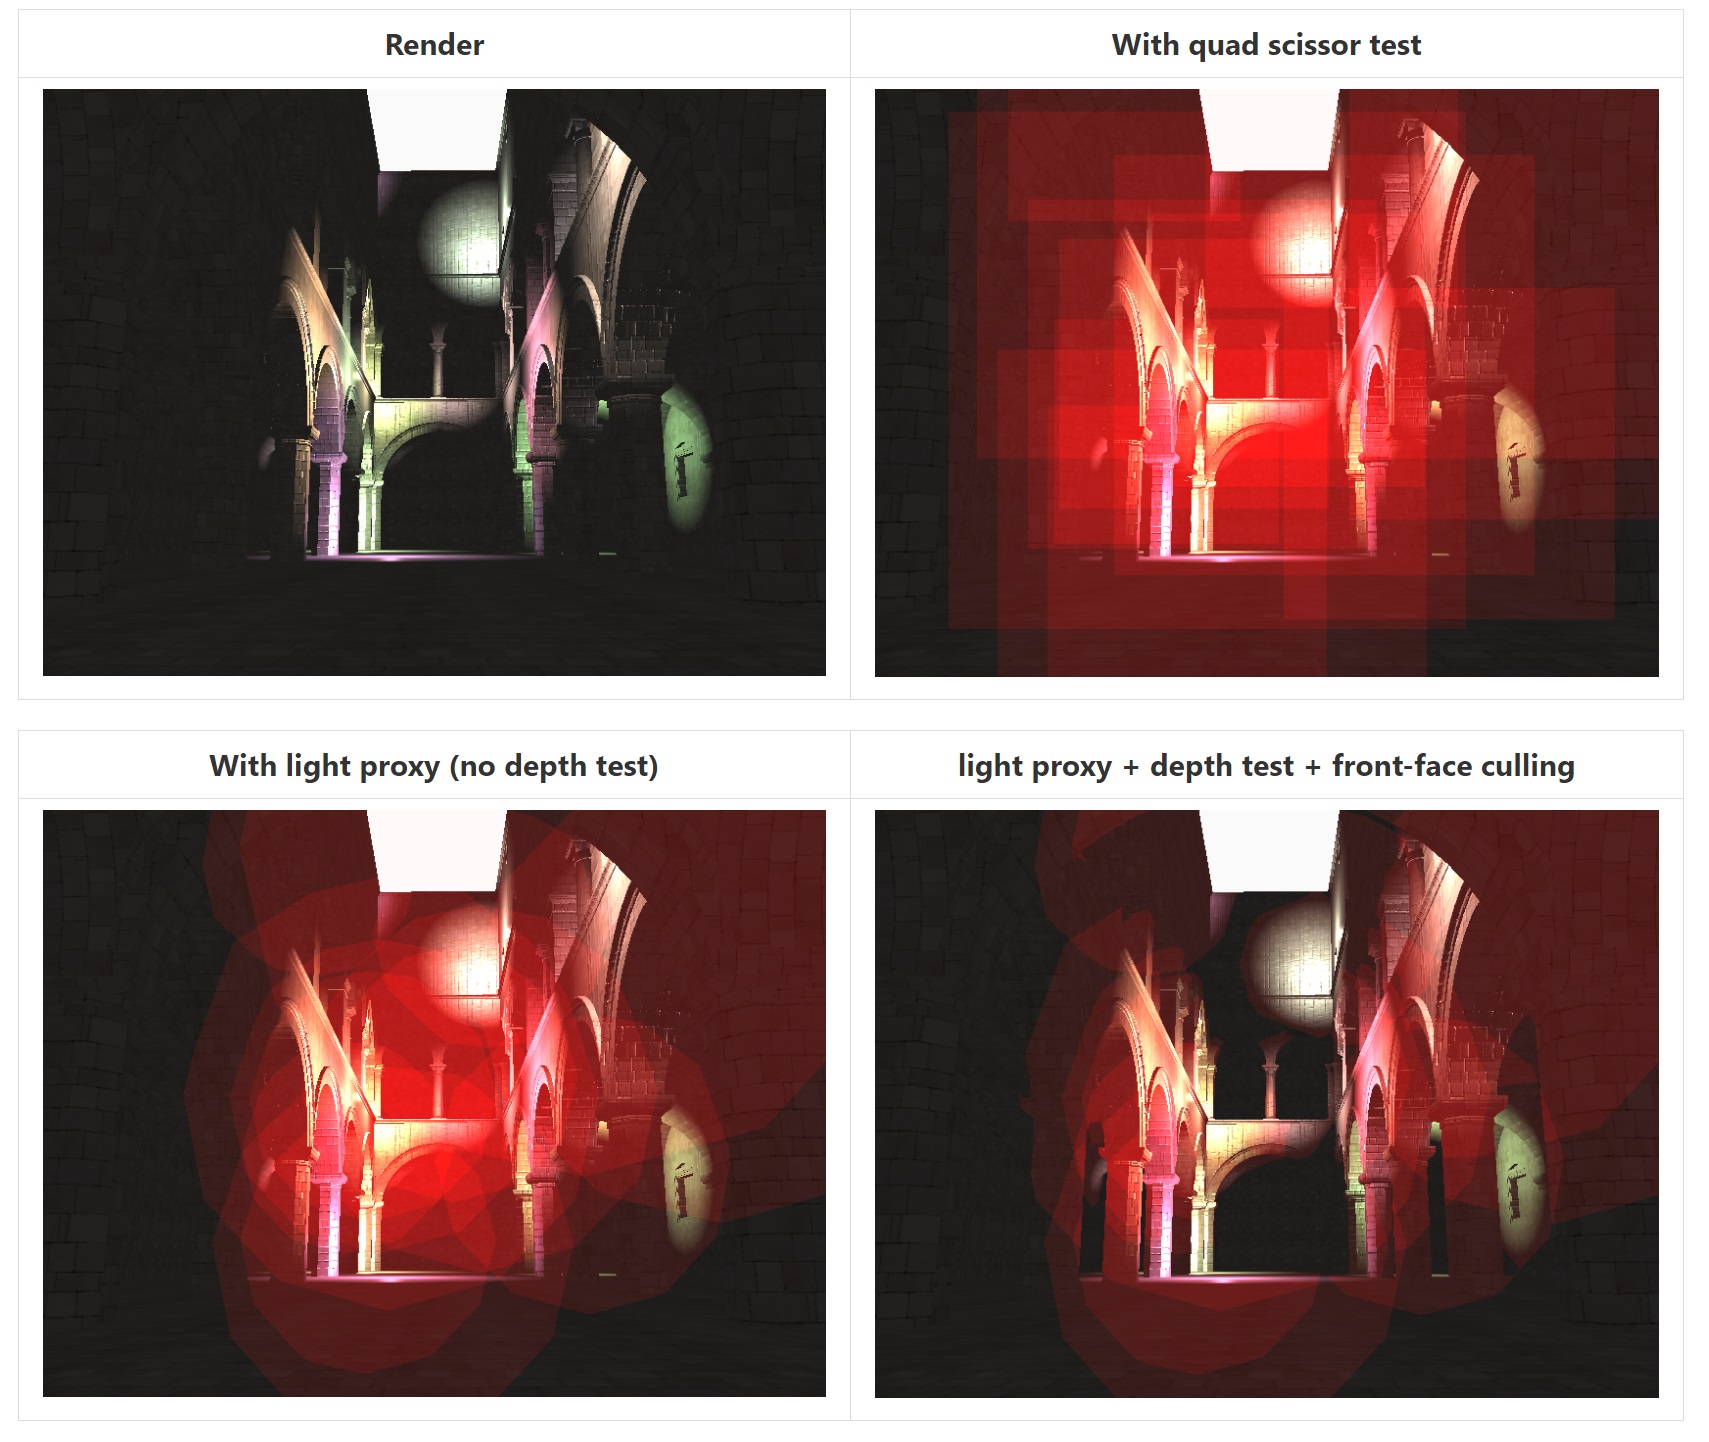 Render
With quad scissor test
With light proxy (no depth test)
light proxy + depth test + front-face culling